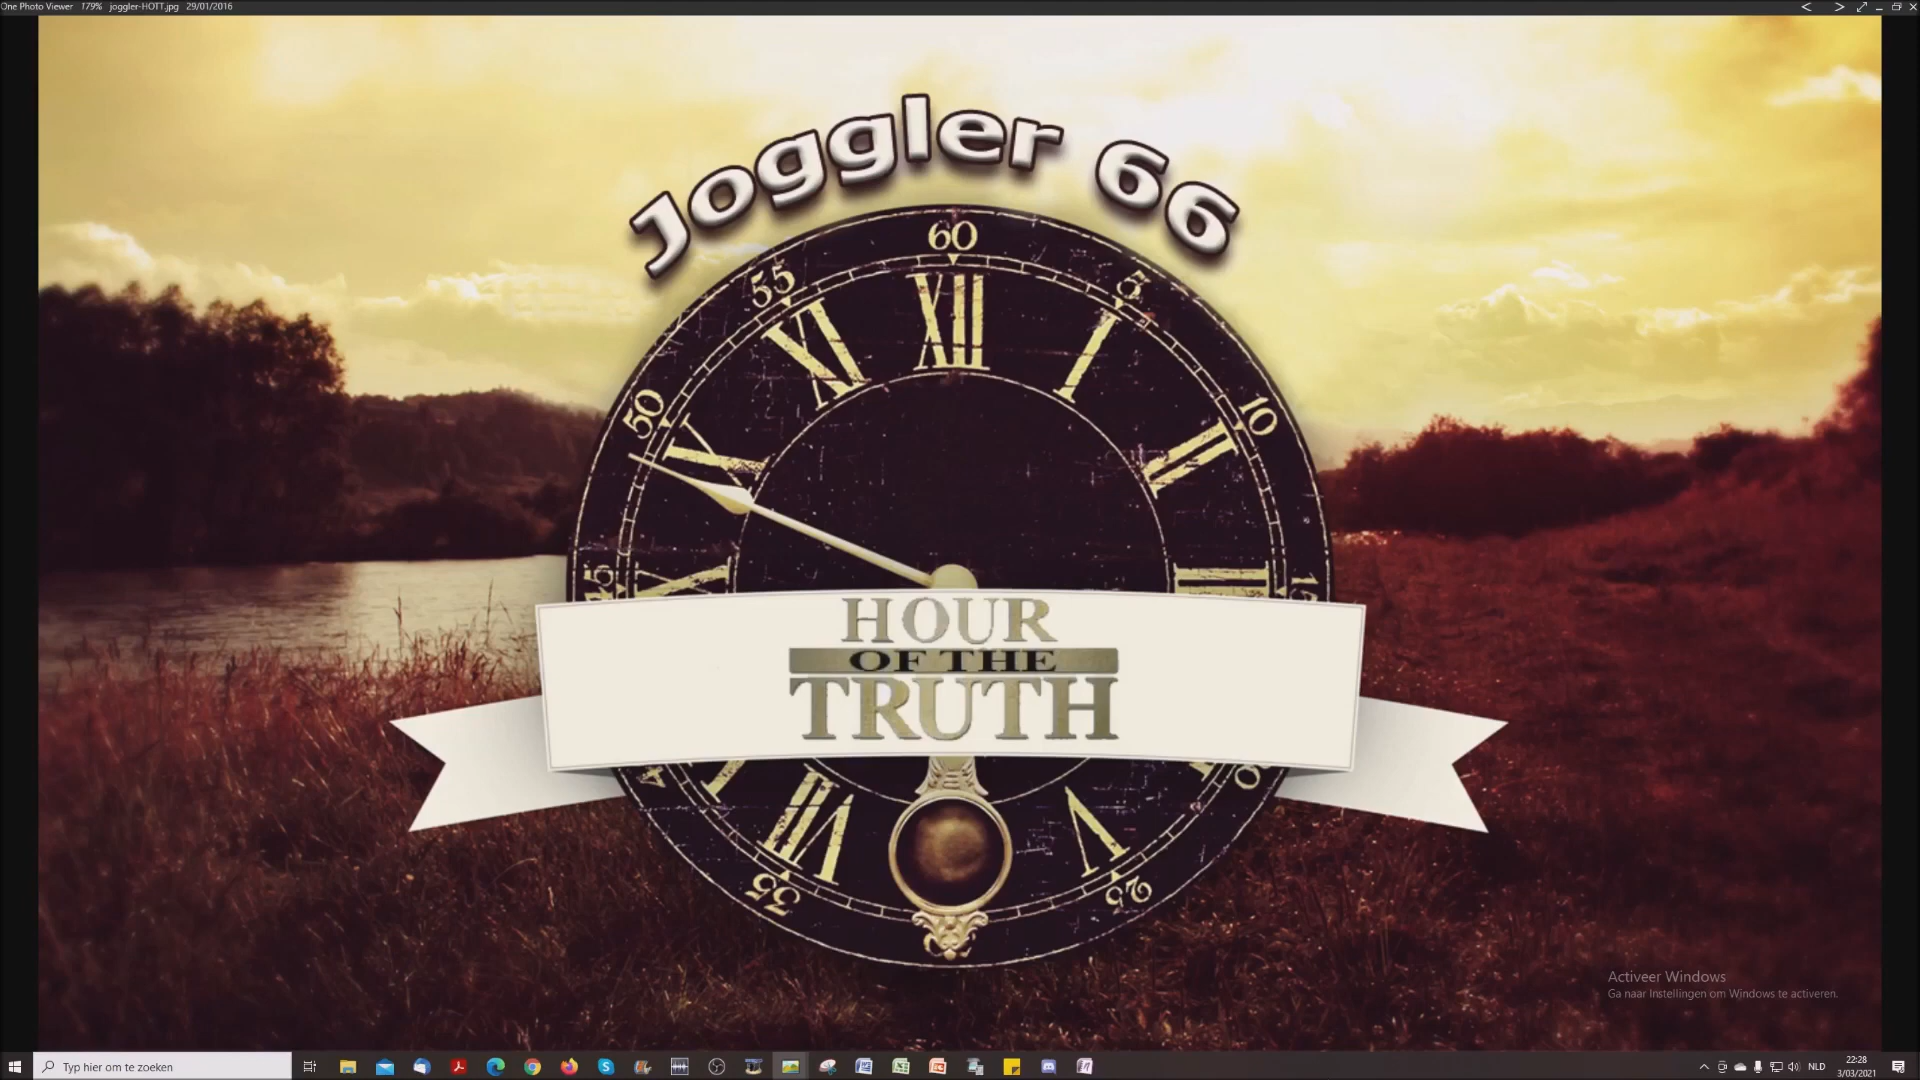 One Photo Viewer 179% joggler-HOTT.jpg 29/01/2016
Joggler 66
60
55
5
XII
XI
I
50
10
IX
II
HOUR
OF THE
TRUTH
VII
V
35
25
Activeer Windows
Ga naar Instellingen om Windows te activeren.
Typ hier om te zoeken
NLD
22:28
3/03/2021